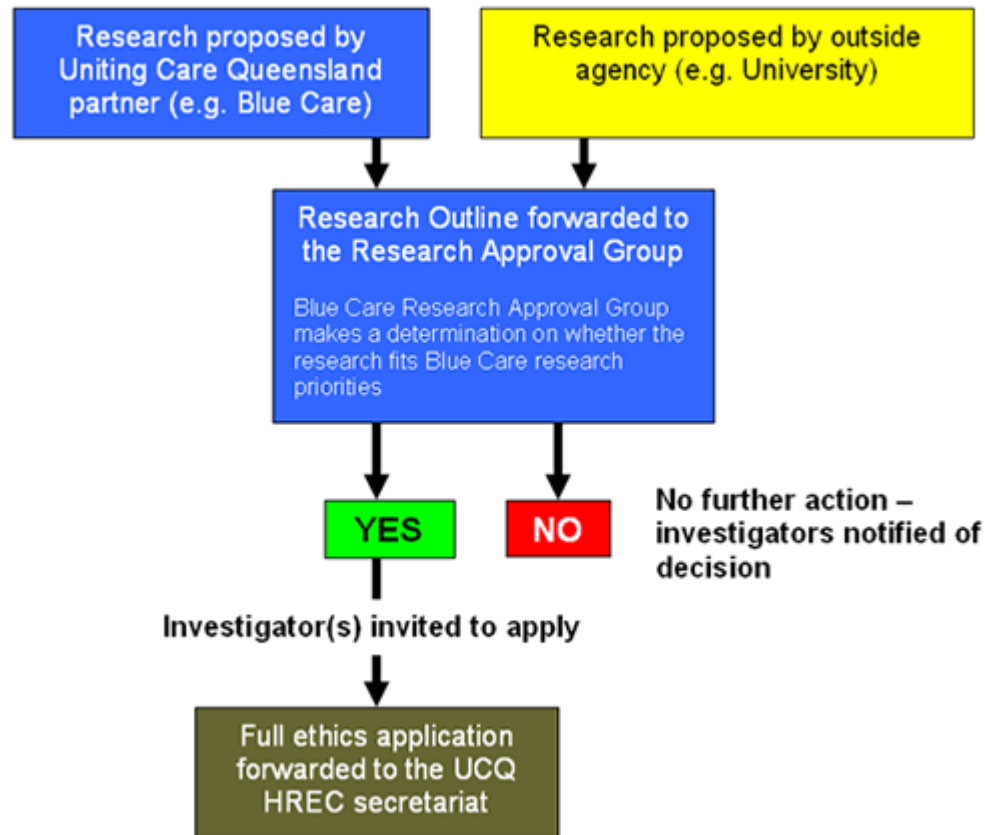 Research proposed by
Uniting Care Queensland
partner (e.g. Blue Care)
Research proposed by outside
agency (e.g. University)
Research Outline forwarded to
the Research Approval Group
Blue Care Research Approval Group
makes a determination on whether the
research fits Blue Care research
priorities
YES
NO
No further action –
investigators notified of
decision
Investigator(s) invited to apply
Full ethics application
forwarded to the UCQ
HREC secretariat